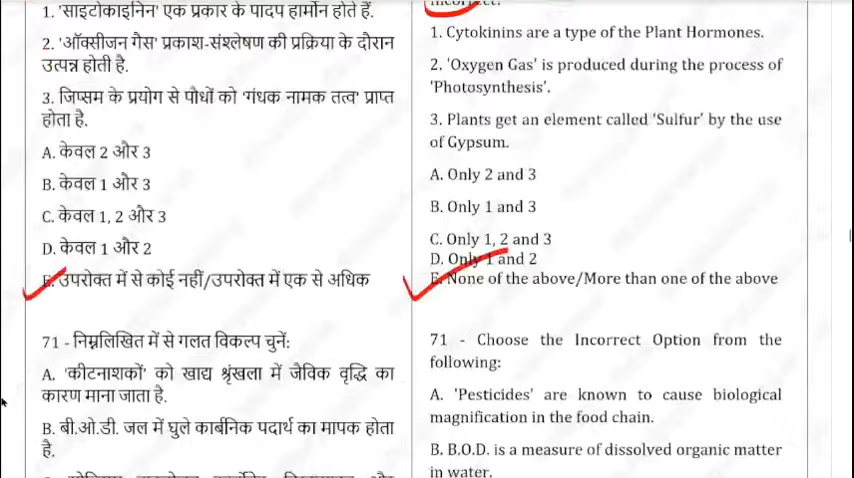 1. 'साइटोकाइनिन' एक प्रकार के पादप हार्मोन होते हैं.
2. 'ऑक्सीजन गैस' प्रकाश-संश्लेषण की प्रक्रिया के दौरान
उत्पन्न होती है.
3. जिप्सम के प्रयोग से पौधों को 'गंधक नामक तत्व' प्राप्त
होता है.
A. केवल 2 और 3
B. केवल 1 और 3
C. केवल 1, 2 और 3
D. केवल 1 और 2
E. उपरोक्त में से कोई नहीं/उपरोक्त में एक से अधिक
71 - निम्नलिखित में से गलत विकल्प चुनें:
A. 'कीटनाशकों' को खाद्य श्रृंखला में जैविक वृद्धि का
कारण माना जाता है.
B. बी.ओ.डी. जल में घुले कार्बनिक पदार्थ का मापक होता
है.
incorrect:
1. Cytokinins are a type of the Plant Hormones.
2. 'Oxygen Gas' is produced during the process of
'Photosynthesis'.
3. Plants get an element called 'Sulfur' by the use
of Gypsum.
A. Only 2 and 3
B. Only 1 and 3
C. Only 1, 2 and 3
D. Only 1 and 2
E. None of the above/More than one of the above
71 - Choose the Incorrect Option from the
following:
A. 'Pesticides' are known to cause biological
magnification in the food chain.
B. B.O.D. is a measure of dissolved organic matter
in water.